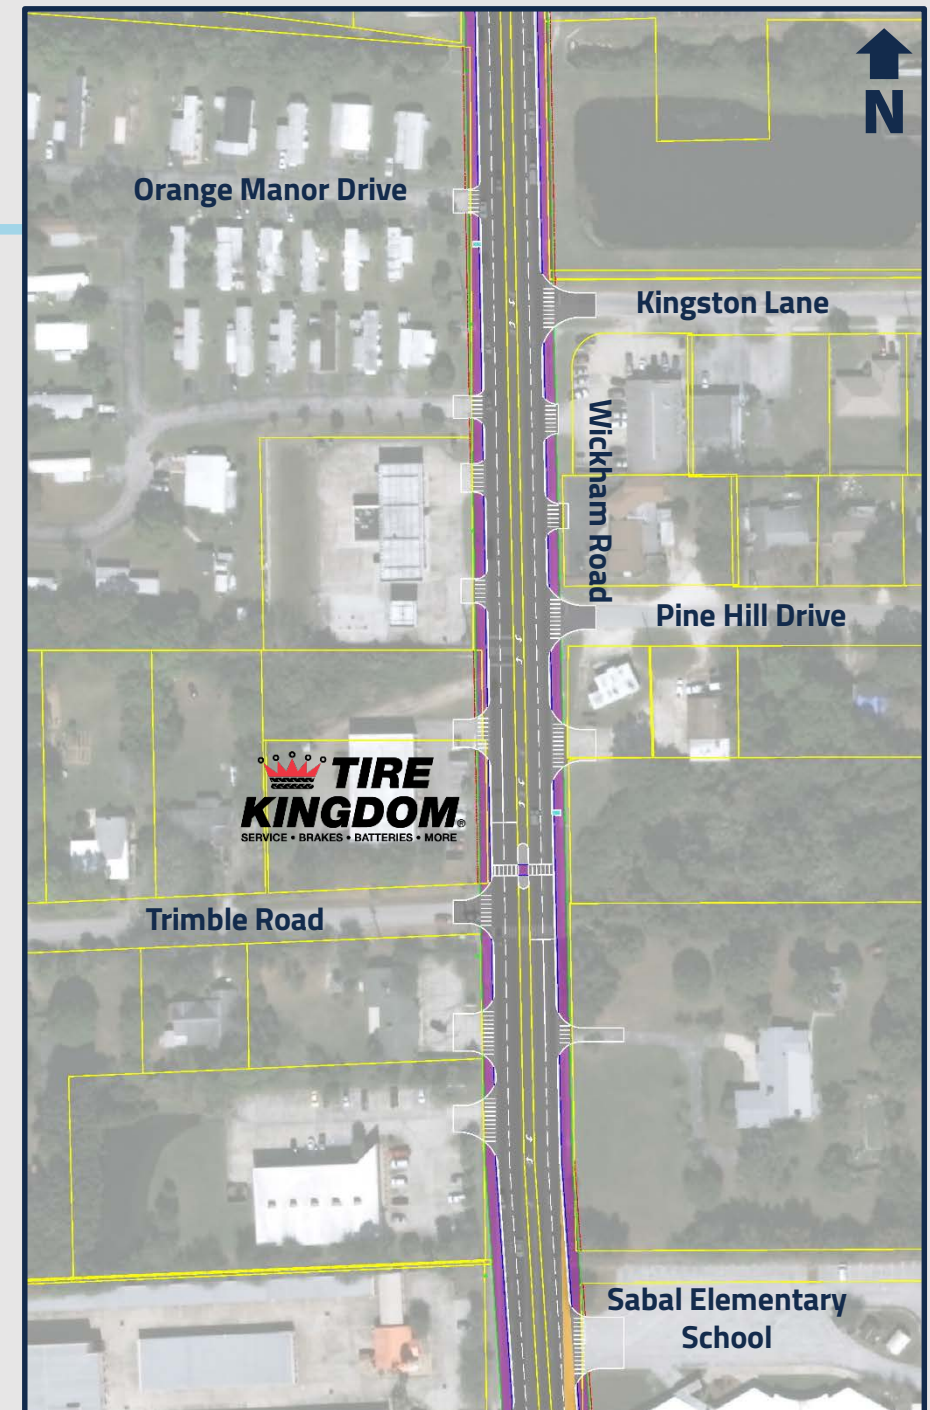 N
Orange Manor Drive
Kingston Lane
Wickham Road
Pine Hill Drive
TIRE
KINGDOM®
SERVICE • BRAKES • BATTERIES • MORE
Trimble Road
Sabal Elementary
School